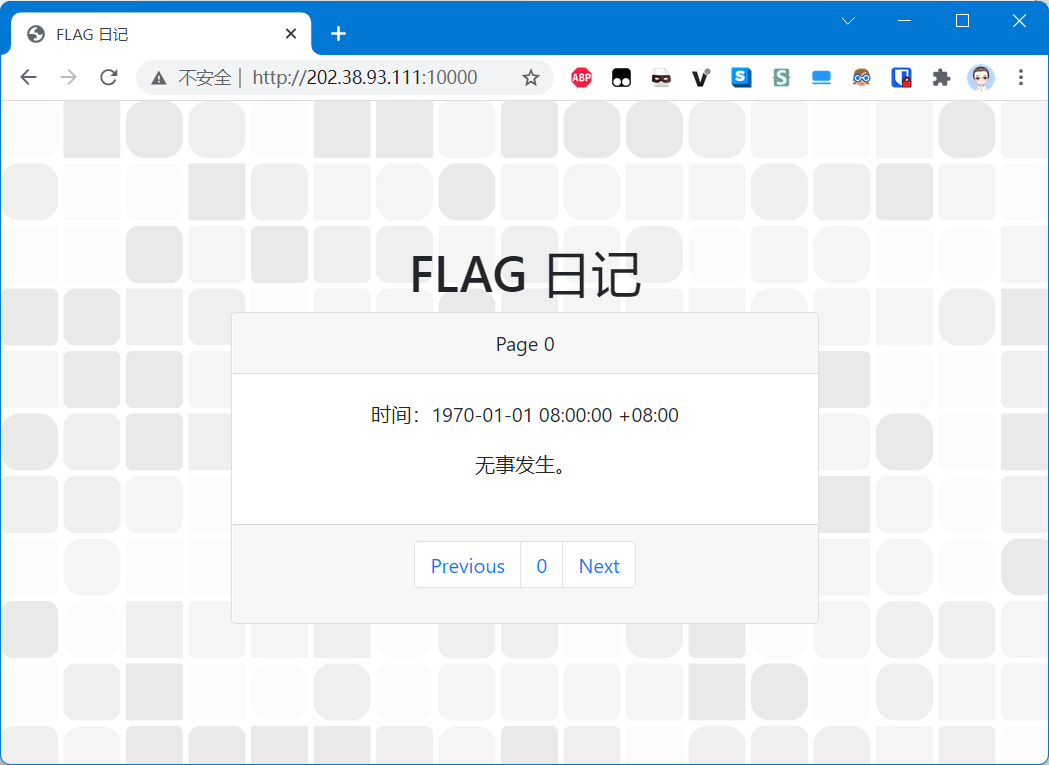 FLAG 日记
不安全 | http://202.38.93.111:10000
ABP
V
S
S
FLAG 日记
Page 0
时间：1970-01-01 08:00:00 +08:00
无事发生。
Previous 0 Next